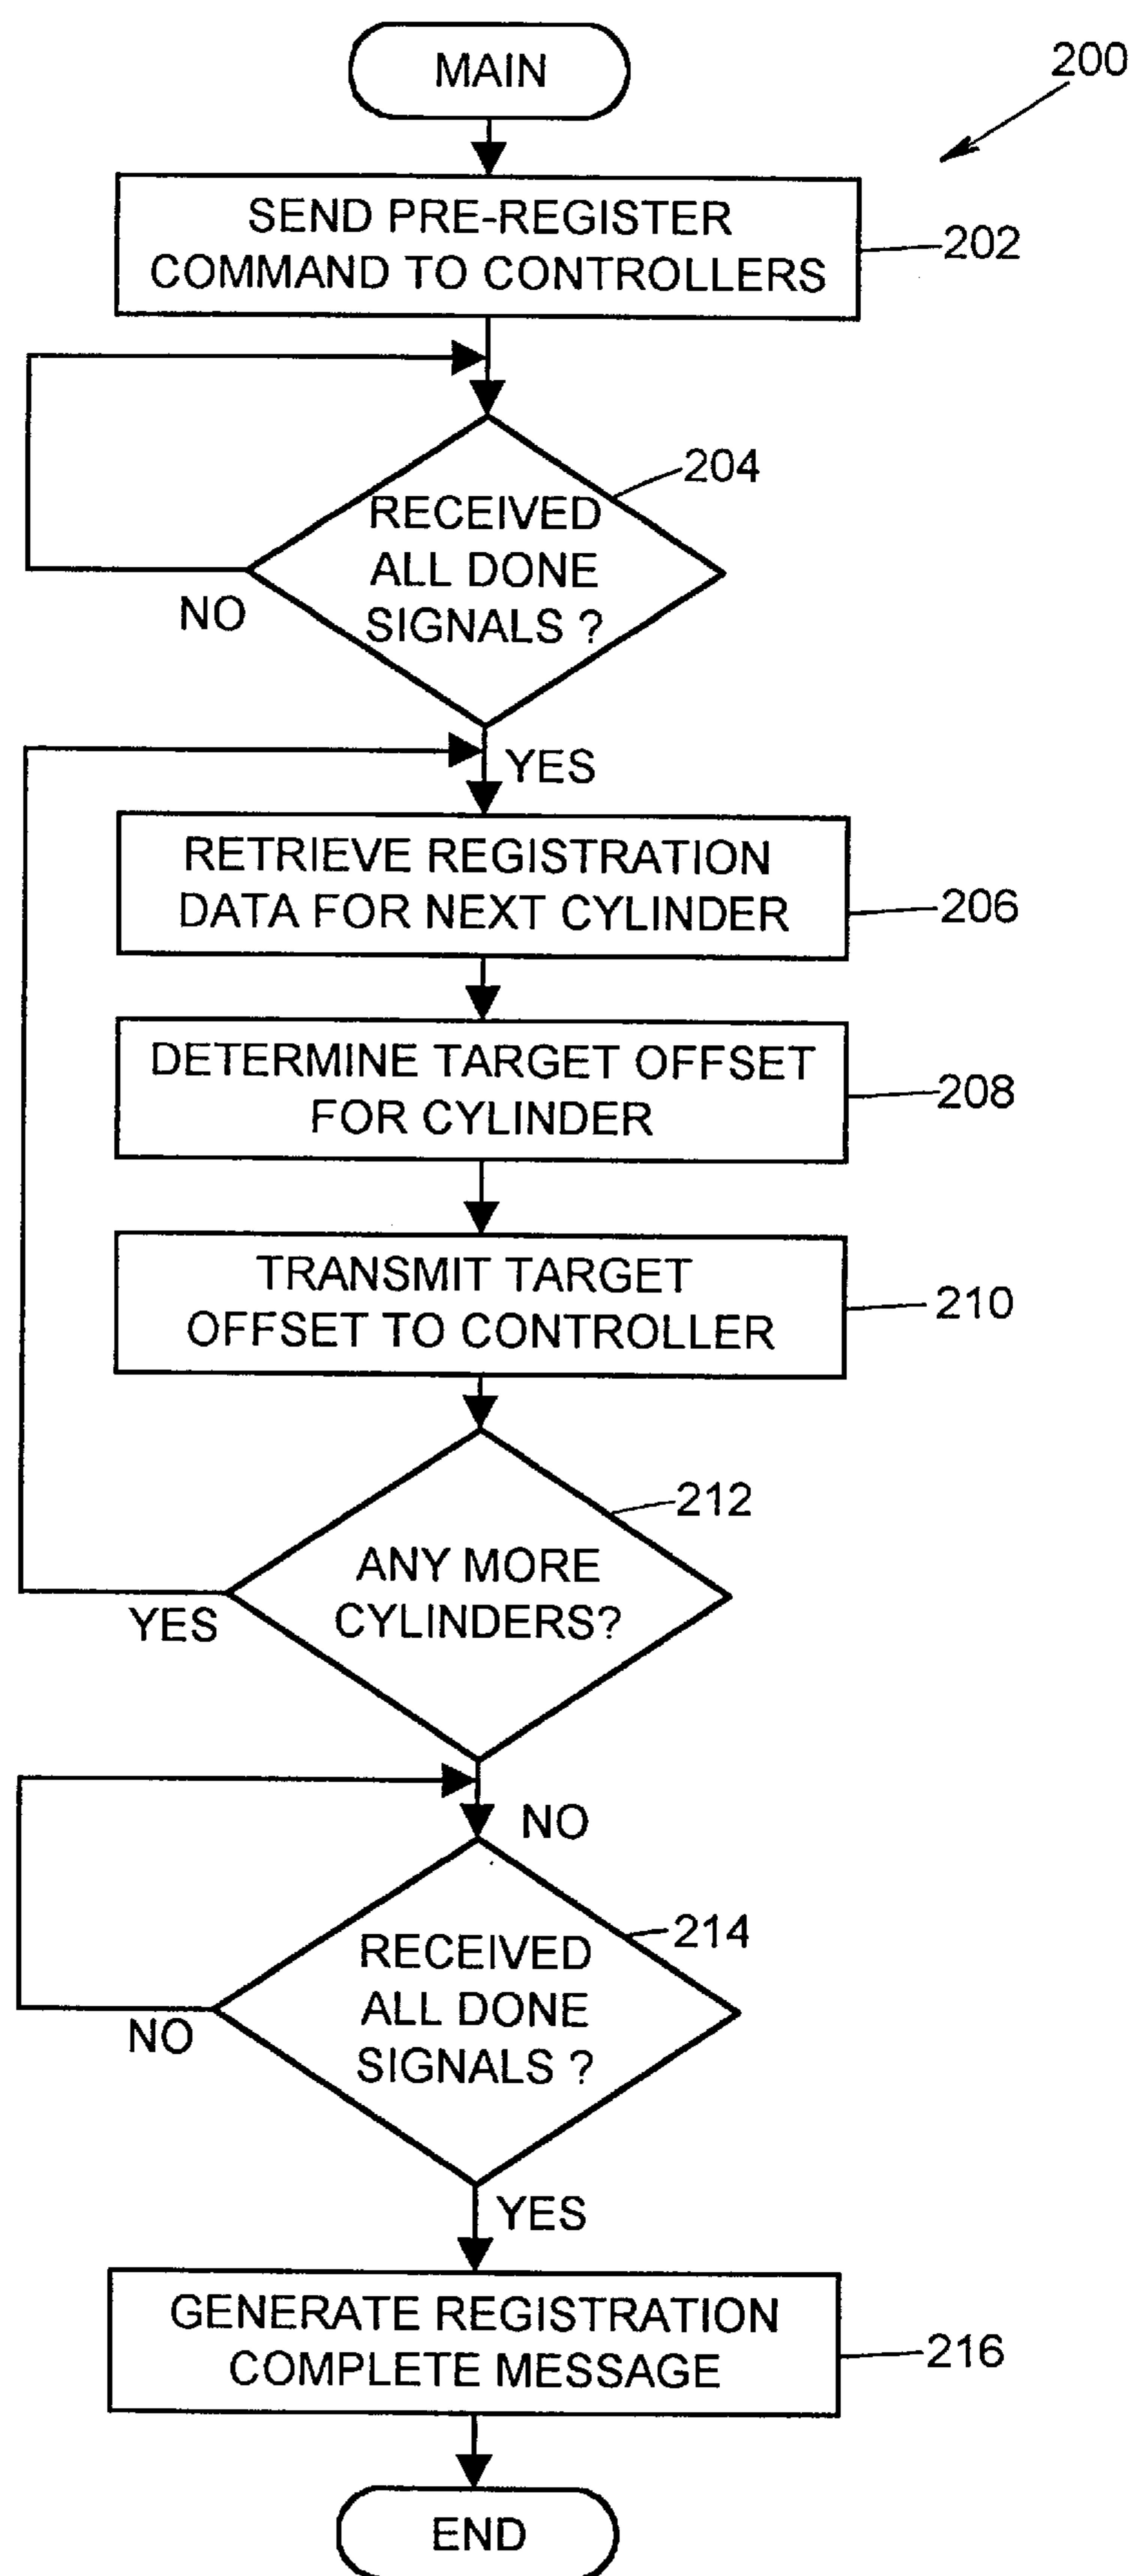 MAIN
200
SEND PRE-REGISTER
COMMAND TO CONTROLLERS
202
204
RECEIVED
ALL DONE
SIGNALS ?
NO
YES
RETRIEVE REGISTRATION
DATA FOR NEXT CYLINDER
206
DETERMINE TARGET OFFSET
FOR CYLINDER
208
TRANSMIT TARGET
OFFSET TO CONTROLLER
210
212
ANY MORE
CYLINDERS?
YES
NO
214
RECEIVED
ALL DONE
SIGNALS ?
NO
YES
GENERATE REGISTRATION
COMPLETE MESSAGE
216
END